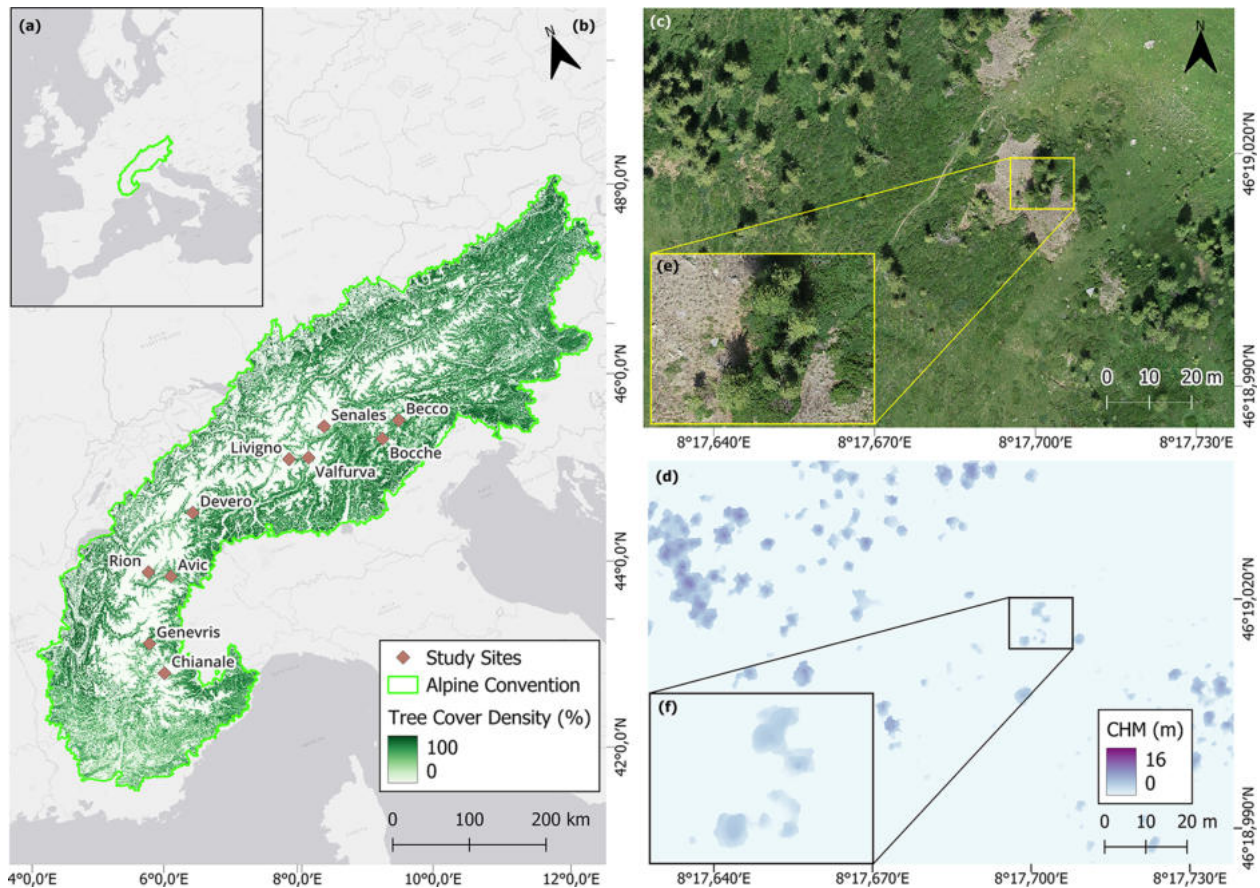 (a)
(b)
N
Senales
Becco
Livigno
Valfurva
Bocche
Devero
Rion
Avic
Genevris
Chianale
Study Sites
Alpine Convention
Tree Cover Density (%)
100
0
0 100 200 km
48°0,0′N
46°0,0′N
44°0,0′N
42°0,0′N
4°0,0′E 6°0,0′E 8°0,0′E 10°0,0′E 12°0,0′E
(c)
N
(e)
0 10 20 m
46°19,020′N
46°18,990′N
8°17,640′E 8°17,670′E 8°17,700′E 8°17,730′E
(d)
(f)
CHM (m)
16
0
0 10 20 m
46°19,020′N
46°18,990′N
8°17,640′E 8°17,670′E 8°17,700′E 8°17,730′E